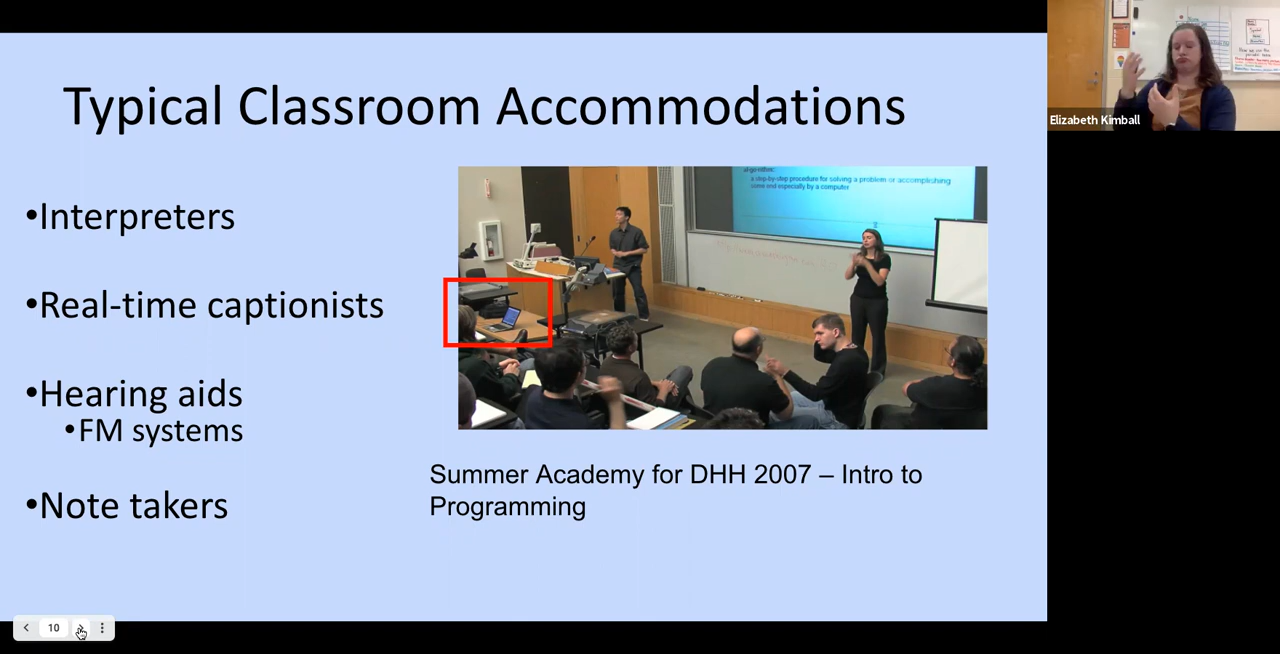 Typical Classroom Accommodations
•Interpreters
•Real-time captionists
•Hearing aids
•FM systems
•Note takers
a step-by-step procedure for solving a problem or accomplishing
some end especially by a computer
Summer Academy for DHH 2007 – Intro to
Programming
10
Elizabeth Kimball